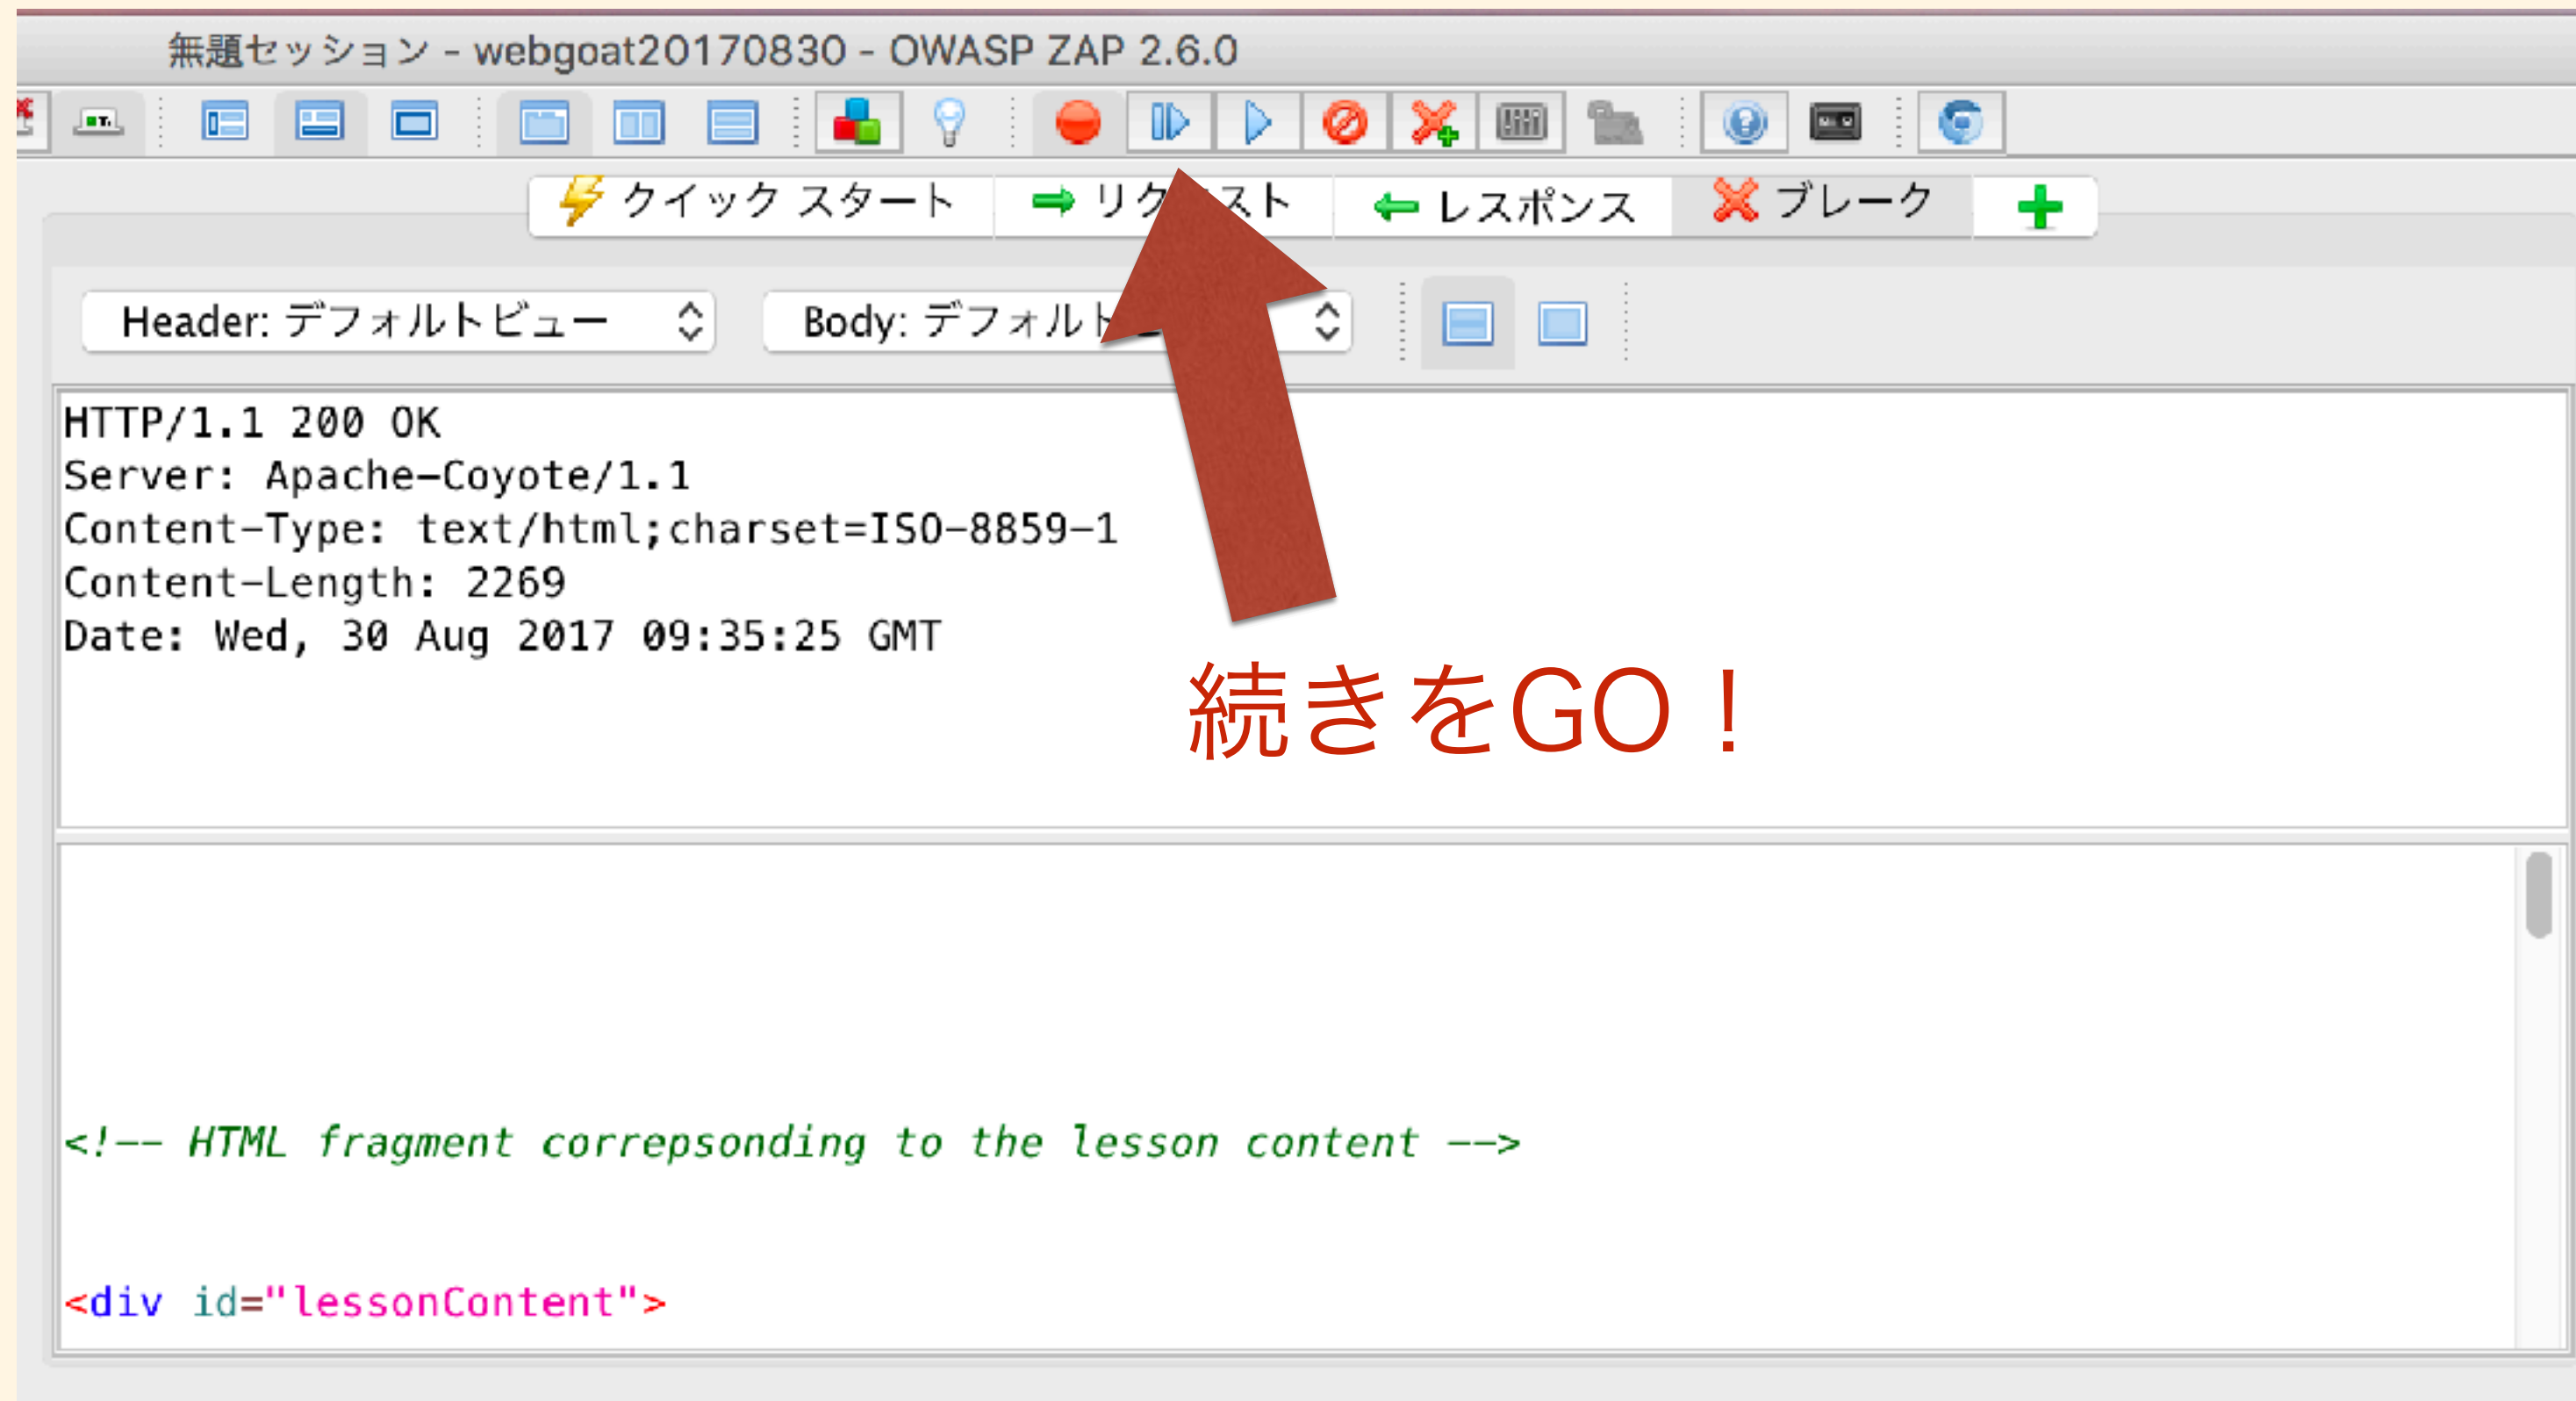 無題セッション - webgoat20170830 - OWASP ZAP 2.6.0
クイック スタート
レスポンス
ブレーク
Header: デフォルトビュー
Body:
HTTP/1.1 200 OK
Server: Apache-Coyote/1.1
Content-Type: text/html;charset=ISO-8859-1
Content-Length: 2269
Date: Wed, 30 Aug 2017 09:35:25 GMT
続きをGO！
<!-- HTML fragment correpsonding to the lesson content -->
<div id="lessonContent">